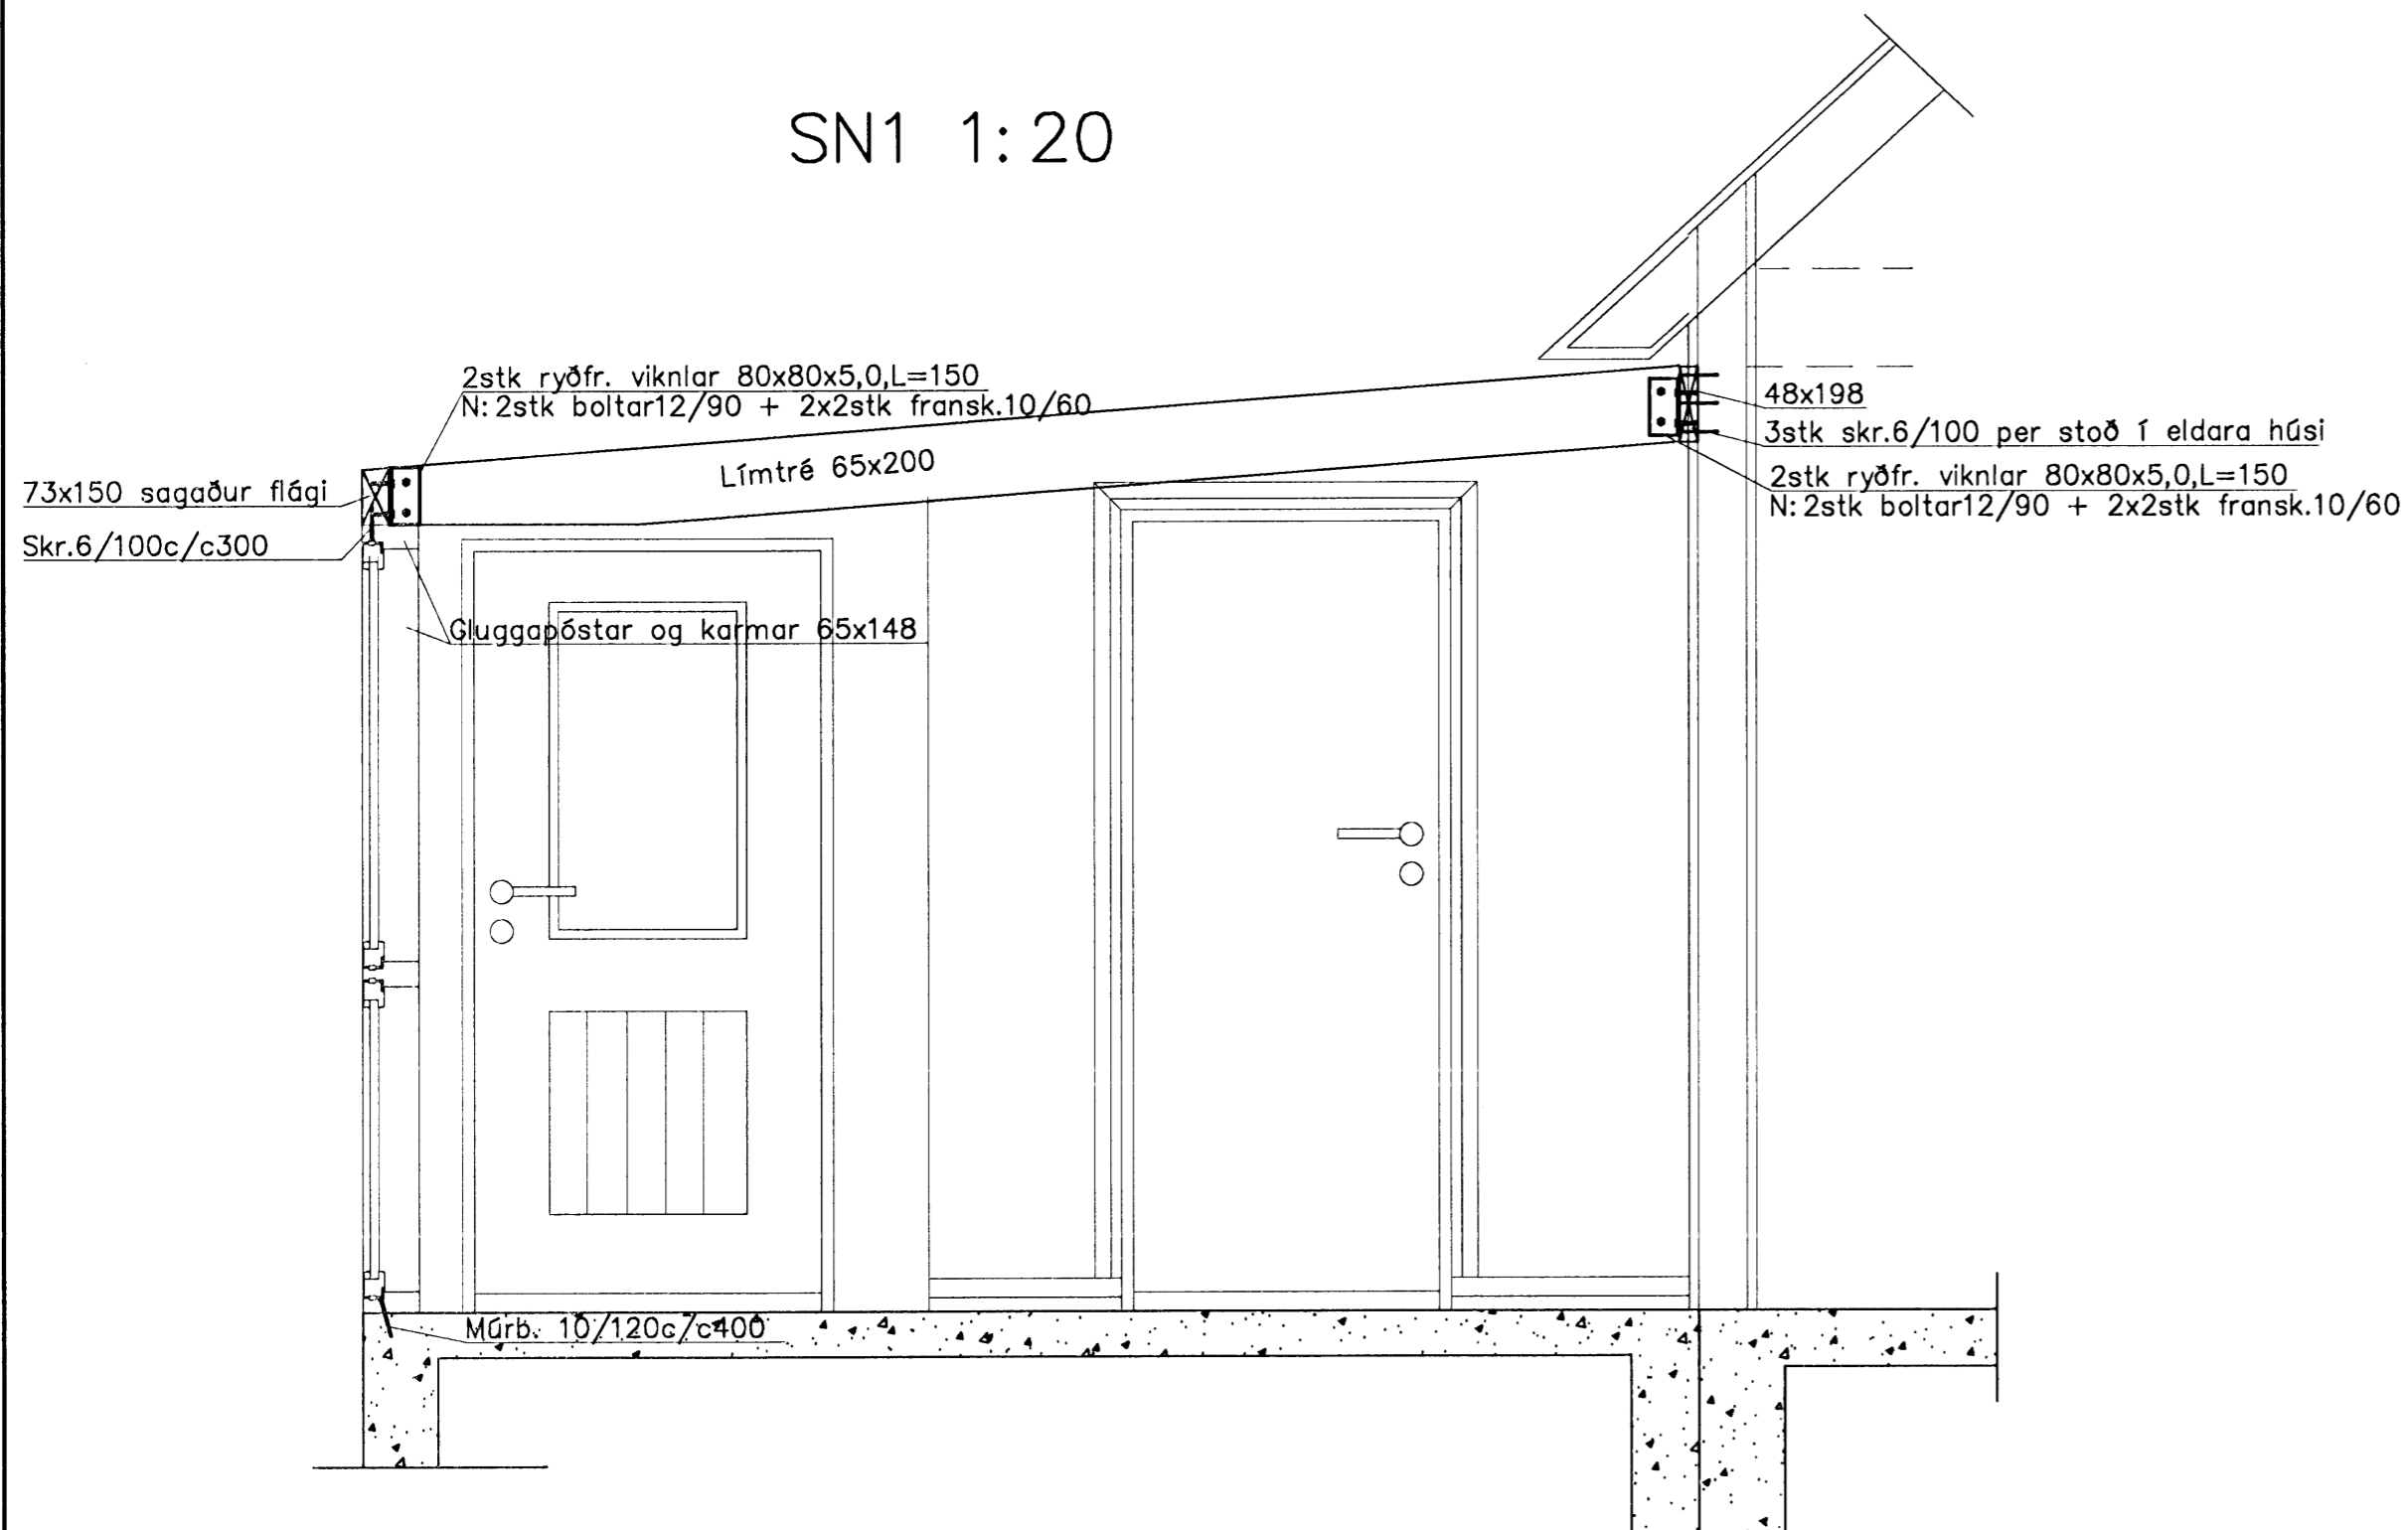 SN1 1:20
2stk ryðfr. viknlar 80x80x5,0,L=150
N:2stk boltar12/90 + 2x2stk fransk.10/60
48x198
3stk skr.6/100 per stoð í eldara húsi
2stk ryðfr. viknlar 80x80x5,0,L=150
N:2stk boltar12/90 + 2x2stk fransk.10/60
Límtré 65x200
73x150 sagaður flági
Skr.6/100c/c300
Gluggapóstar og karmar 65x148
Múrb. 10/120c/c400